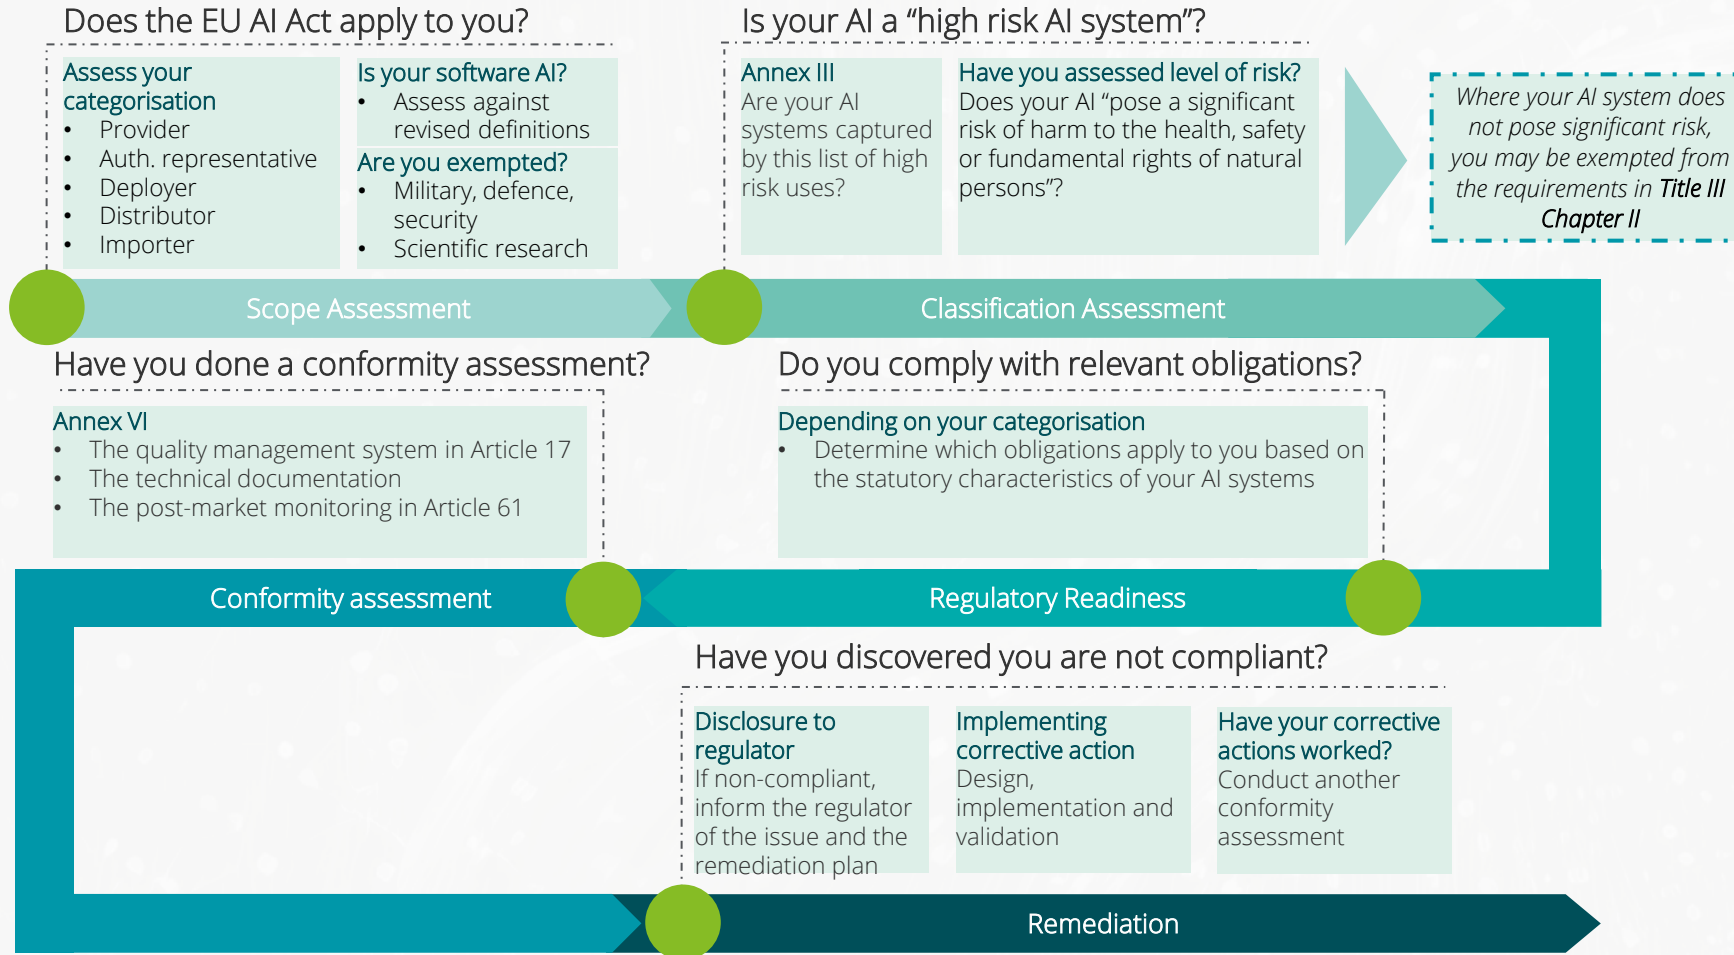 Does the EU AI Act apply to you?
Assess your
categorisation
• Provider
• Auth. representative
• Deployer
• Distributor
• Importer
Is your software AI?
• Assess against
revised definitions
Are you exempted?
• Military, defence,
security
• Scientific research
Is your AI a “high risk AI system”?
Annex III
Are your AI
systems captured
by this list of high
risk uses?
Have you assessed level of risk?
Does your AI “pose a significant
risk of harm to the health, safety
or fundamental rights of natural
persons”?
Where your AI system does
not pose significant risk,
you may be exempted from
the requirements in Title III
Chapter II
Scope Assessment
Classification Assessment
Do you comply with relevant obligations?
Depending on your categorisation
• Determine which obligations apply to you based on
the statutory characteristics of your AI systems
Regulatory Readiness
Have you done a conformity assessment?
Annex VI
• The quality management system in Article 17
• The technical documentation
• The post-market monitoring in Article 61
Conformity assessment
Have you discovered you are not compliant?
Disclosure to
regulator
If non-compliant,
inform the regulator
of the issue and the
remediation plan
Implementing
corrective action
Design,
implementation and
validation
Have your corrective
actions worked?
Conduct another
conformity
assessment
Remediation